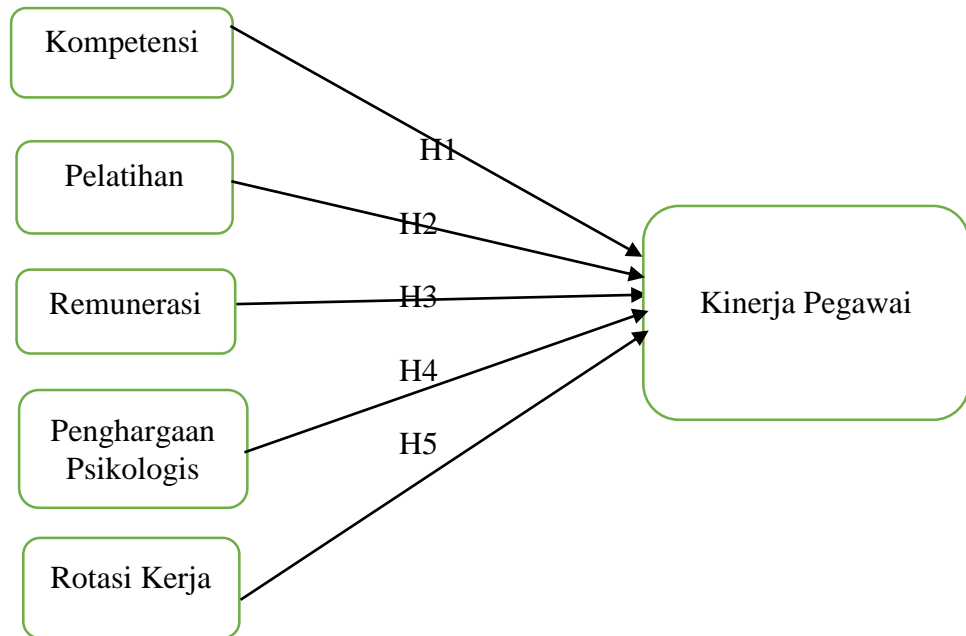 Kompetensi
H1
Pelatihan
H2
Remunerasi
H3
Kinerja Pegawai
H4
Penghargaan
Psikologis
H5
Rotasi Kerja